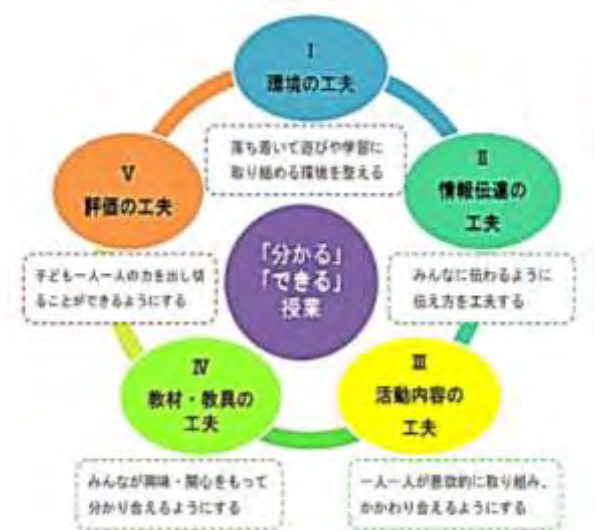 I
環境の工夫
落ち着いて遊びや学習に
取り組める環境を整える
II
情報伝達の
工夫
みんなに伝わるように
伝え方を工夫する
III
活動内容の
工夫
一人一人が意欲的に取り組み、
かかわり合えるようにする
IV
教材・教具の
工夫
みんなが興味・関心をもって
分かり合えるようにする
V
評価の工夫
子ども一人一人の力を出し切
ることができるようにする
「分かる」
「できる」
授業